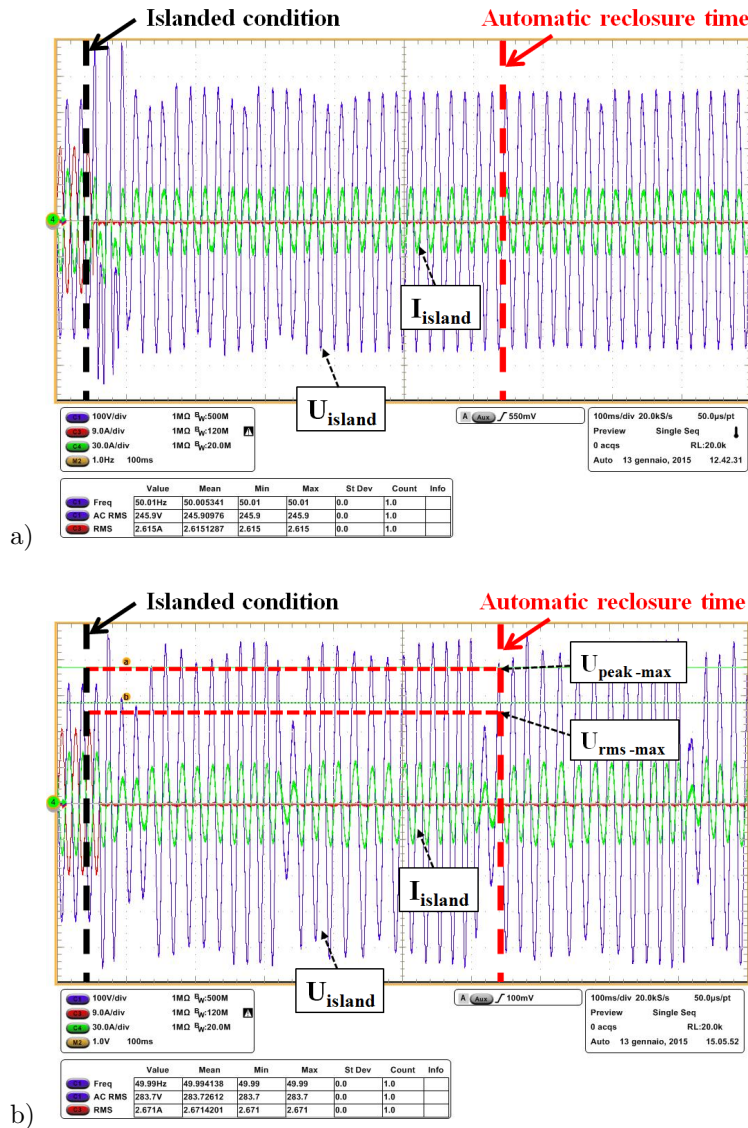 Islanded condition Automatic reclosure time
4
I_island
U_island
C1 100V/div 1MΩ B_W:500M
C3 9.0A/div 1MΩ B_W:120M
C4 30.0A/div 1MΩ B_W:20.0M
M2 1.0Hz 100ms
A Aux 550mV
100ms/div 20.0kS/s 50.0µs/pt
Preview Single Seq
0 acqs RL:20.0k
Auto 13 gennaio, 2015 12.42.31
Value Mean Min Max St Dev Count Info
C1 Freq 50.01Hz 50.005341 50.01 50.01 0.0 1.0
C1 AC RMS 245.9V 245.90976 245.9 245.9 0.0 1.0
C3 RMS 2.615A 2.6151287 2.615 2.615 0.0 1.0
a)
Islanded condition Automatic reclosure time
a
U_peak-max
b
U_rms-max
4
I_island
U_island
C1 100V/div 1MΩ B_W:500M
C3 9.0A/div 1MΩ B_W:120M
C4 30.0A/div 1MΩ B_W:20.0M
M2 1.0V 100ms
A Aux 100mV
100ms/div 20.0kS/s 50.0µs/pt
Preview Single Seq
0 acqs RL:20.0k
Auto 13 gennaio, 2015 15.05.52
Value Mean Min Max St Dev Count Info
C1 Freq 49.99Hz 49.994138 49.99 49.99 0.0 1.0
C1 AC RMS 283.7V 283.72612 283.7 283.7 0.0 1.0
C3 RMS 2.671A 2.6714201 2.671 2.671 0.0 1.0
b)